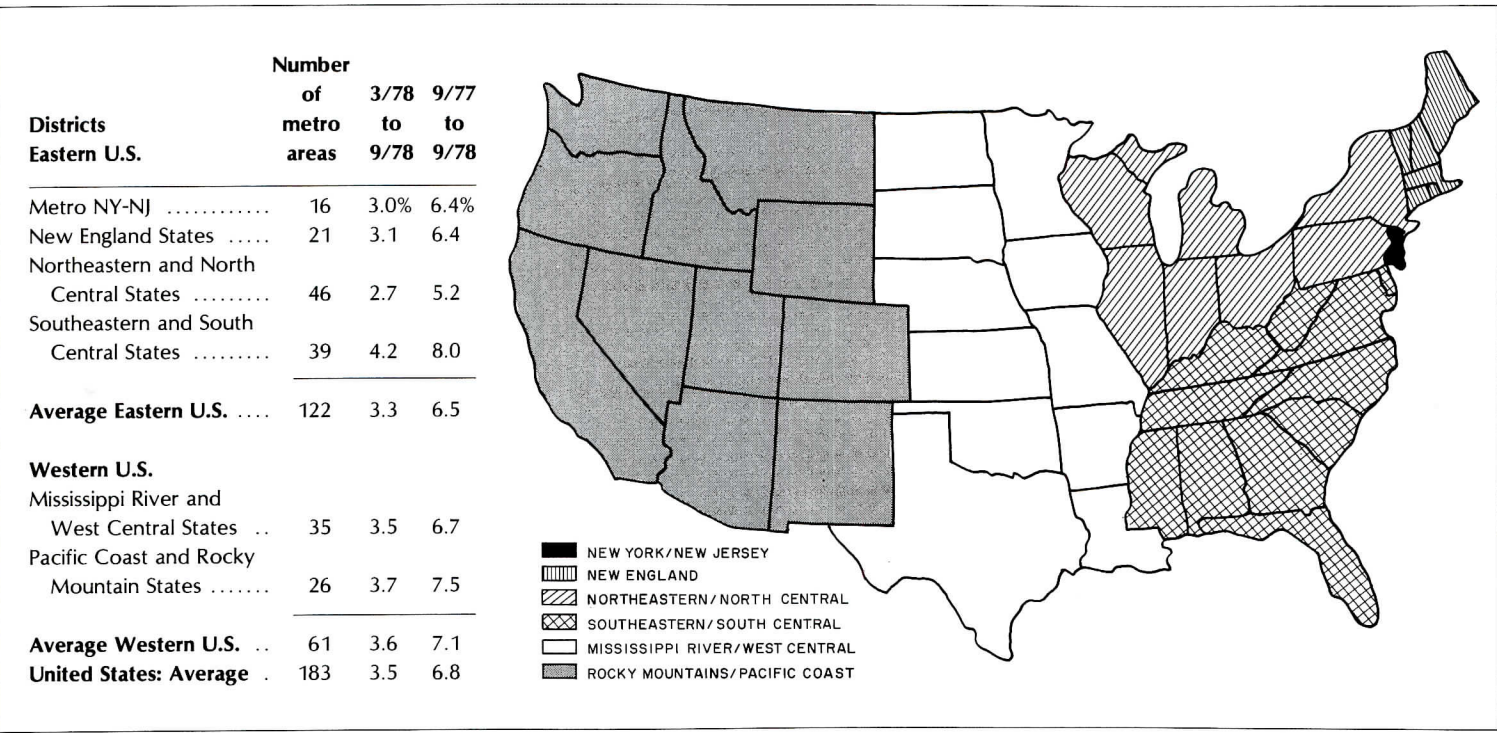 Number
of 3/78 9/77
Districts metro to to
Eastern U.S. areas 9/78 9/78
Metro NY-NJ ............ 16 3.0% 6.4%
New England States ..... 21 3.1 6.4
Northeastern and North
Central States ......... 46 2.7 5.2
Southeastern and South
Central States ......... 39 4.2 8.0
Average Eastern U.S. .... 122 3.3 6.5
Western U.S.
Mississippi River and
West Central States .. 35 3.5 6.7
Pacific Coast and Rocky
Mountain States ....... 26 3.7 7.5
Average Western U.S. .. 61 3.6 7.1
United States: Average . 183 3.5 6.8
NEW YORK/NEW JERSEY
NEW ENGLAND
NORTHEASTERN/NORTH CENTRAL
SOUTHEASTERN/SOUTH CENTRAL
MISSISSIPPI RIVER/WEST CENTRAL
ROCKY MOUNTAINS/PACIFIC COAST